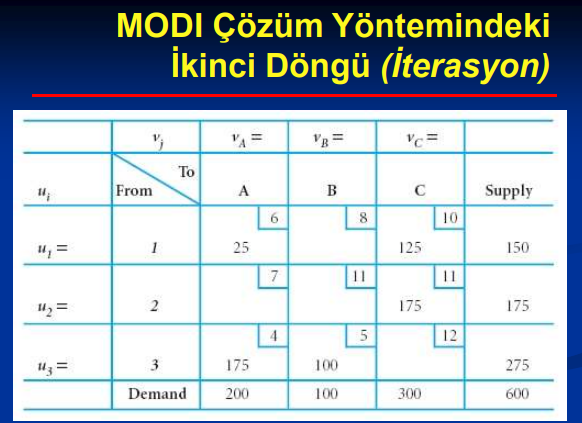 MODI Çözüm Yöntemindeki
İkinci Döngü (İterasyon)
vj vA = vB = vC =
To
ui From A B C Supply
6 8 10
u1 = 1 25 125 150
7 11 11
u2 = 2 175 175
4 5 12
u3 = 3 175 100 275
Demand 200 100 300 600